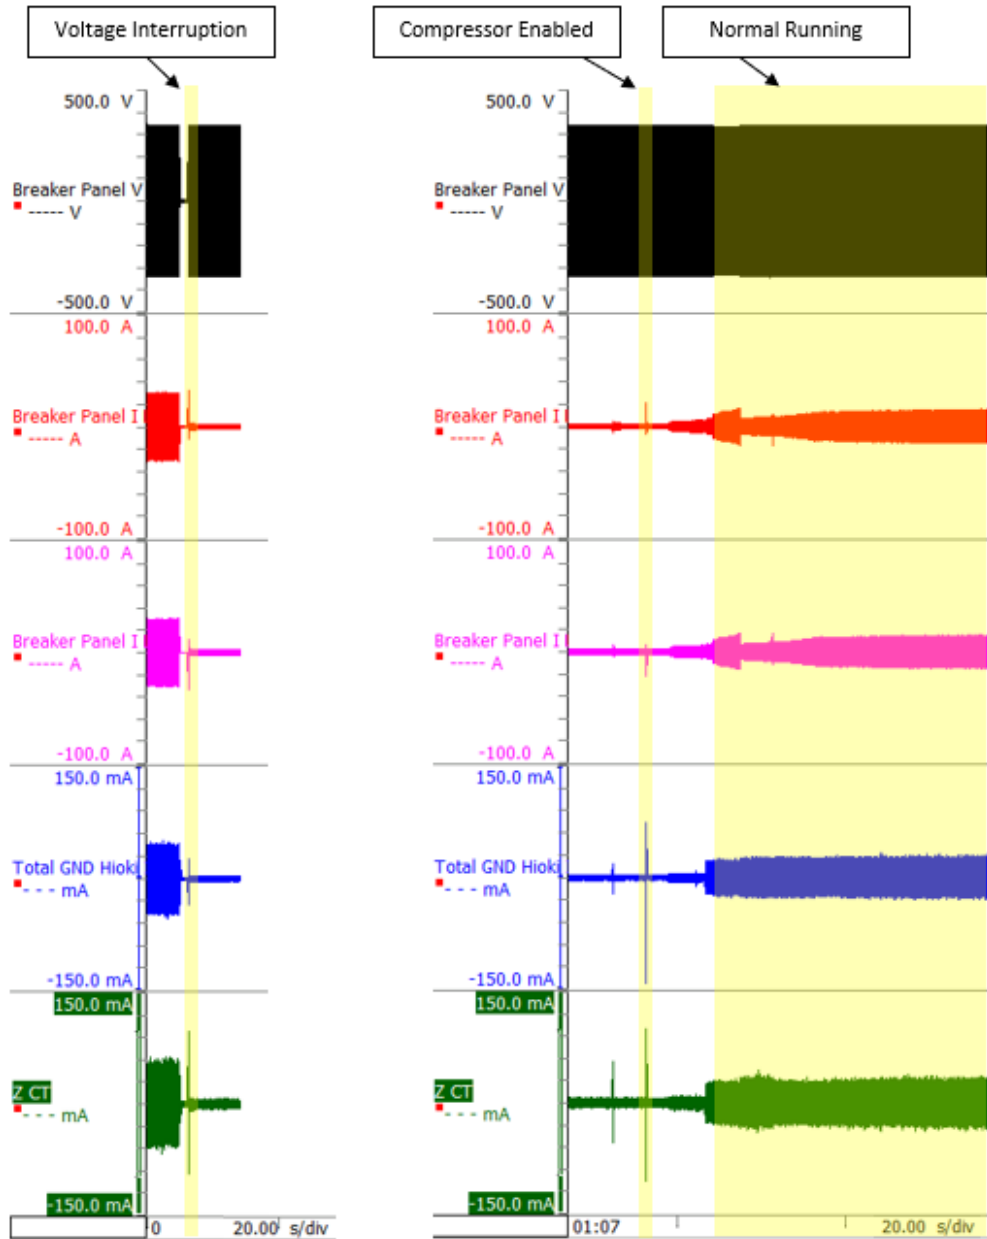 Voltage Interruption
Compressor Enabled
Normal Running
500.0 V
Breaker Panel V
----- V
-500.0 V
100.0 A
Breaker Panel I
----- A
-100.0 A
100.0 A
Breaker Panel I
----- A
-100.0 A
150.0 mA
Total GND Hioki
- - - mA
-150.0 mA
150.0 mA
Z CT
- - - mA
-150.0 mA
0 20.00 s/div
500.0 V
Breaker Panel V
----- V
-500.0 V
100.0 A
Breaker Panel I
----- A
-100.0 A
100.0 A
Breaker Panel I
----- A
-100.0 A
150.0 mA
Total GND Hioki
- - - mA
-150.0 mA
150.0 mA
Z CT
- - - mA
-150.0 mA
01:07 20.00 s/div